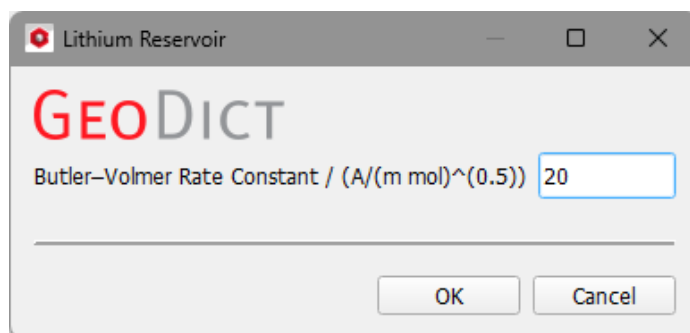 Lithium Reservoir
GEODICT
Butler–Volmer Rate Constant / (A/(m mol)^(0.5)) 20
OK Cancel